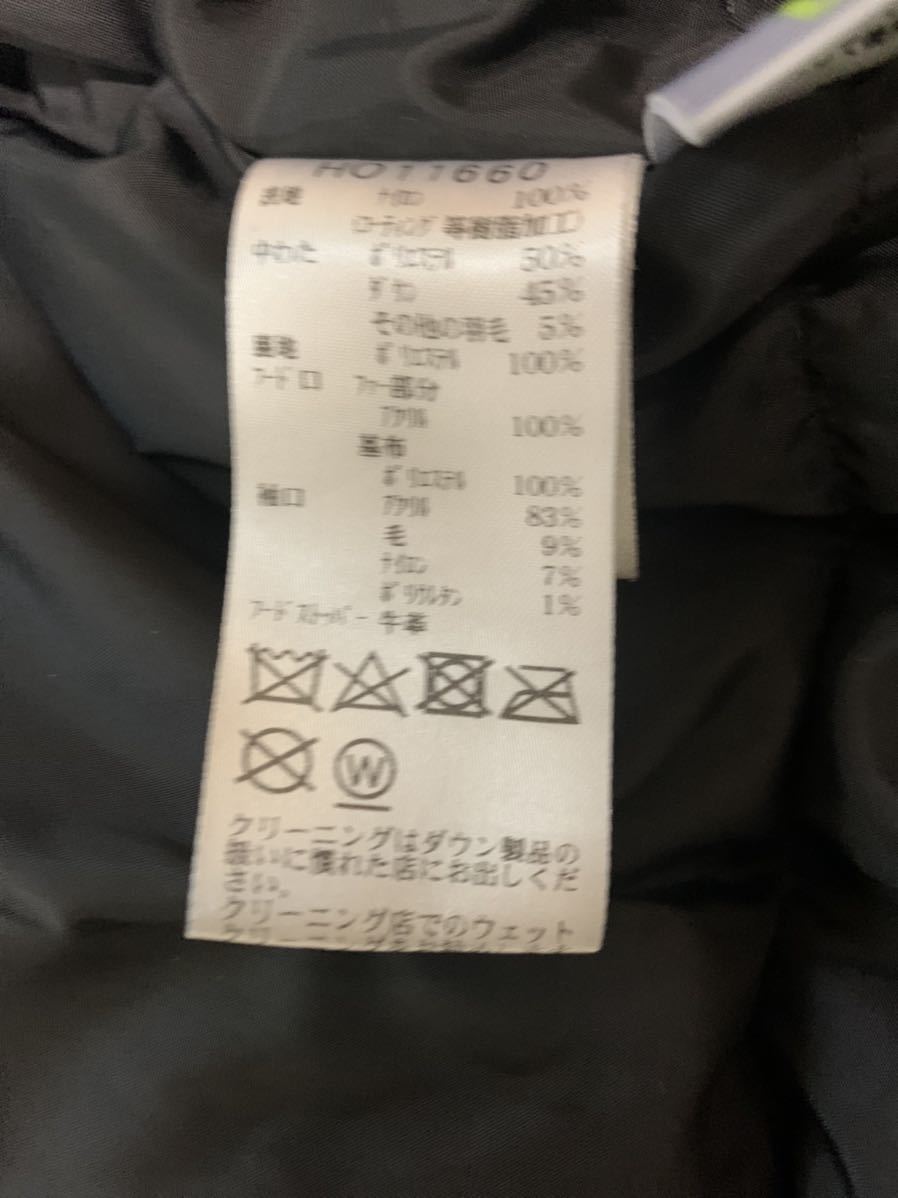 HO11660
表地 ナイロン 100%
(コーティング等樹脂加工)
中わた ポリエステル 50%
ダウン 45%
その他の羽毛 5%
裏地 ポリエステル 100%
フード口 ファー部分
アクリル 100%
基布
ポリエステル 100%
袖口 アクリル 83%
毛 9%
ナイロン 7%
ポリウレタン 1%
フードストッパー 牛革
W
クリーニングはダウン製品の
扱いに慣れた店にお出しくだ
さい。
クリーニング店でのウェット